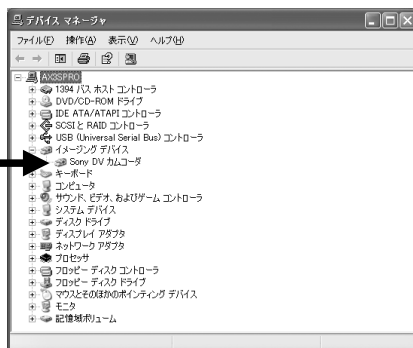 デバイス マネージャ
ファイル(F) 操作(A) 表示(V) ヘルプ(H)
AXSSPRO
1394 バス ホスト コントローラ
DVD/CD-ROM ドライブ
IDE ATA/ATAPI コントローラ
SCSI と RAID コントローラ
USB (Universal Serial Bus) コントローラ
イメージング デバイス
Sony DV カムコーダ
キーボード
コンピュータ
サウンド、ビデオ、およびゲーム コントローラ
システム デバイス
ディスク ドライブ
ディスプレイ アダプタ
ネットワーク アダプタ
プロセッサ
フロッピー ディスク コントローラ
フロッピー ディスク ドライブ
マウスとそのほかのポインティング デバイス
モニタ
記憶域ボリューム